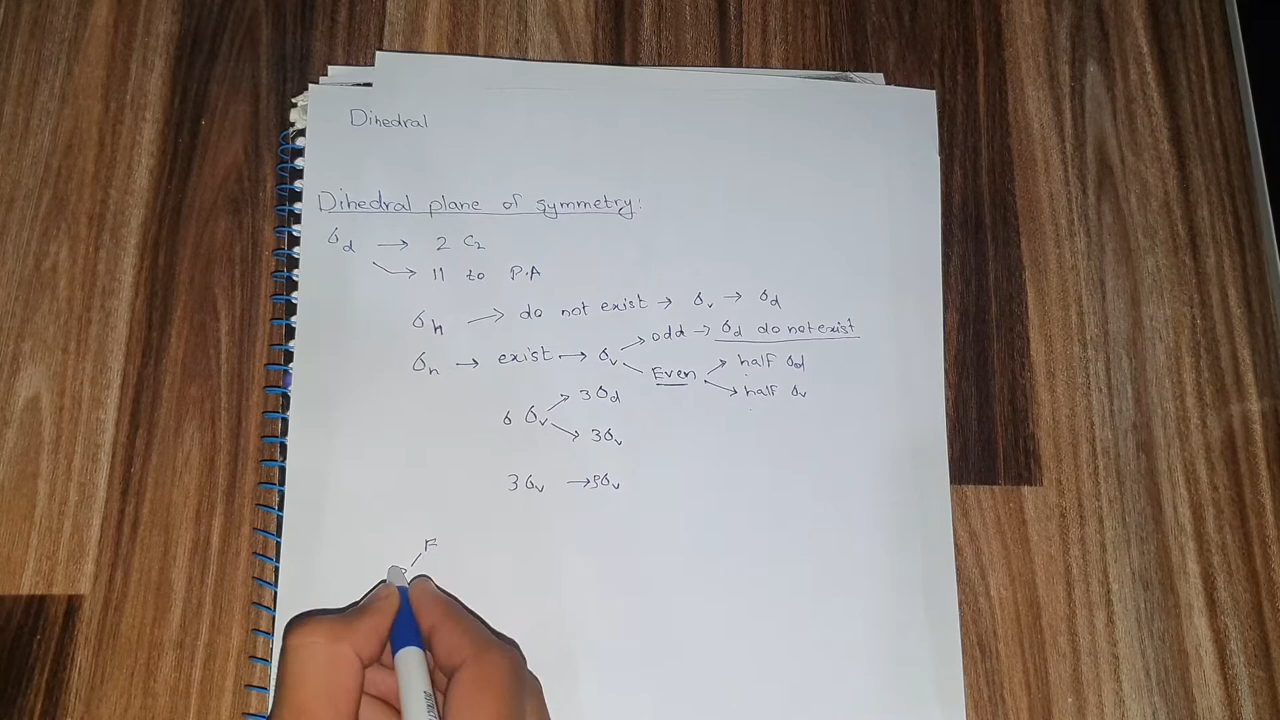 Dihedral
Dihedral plane of symmetry:
σd → 2 C2
→ 11 to P.A
σh → do not exist → σv → σd
σh → exist → σv → odd → σd do not exist
Even → half σd
→ half σv
6 σv → 3σd
→ 3σv
3σv → 3σv
F